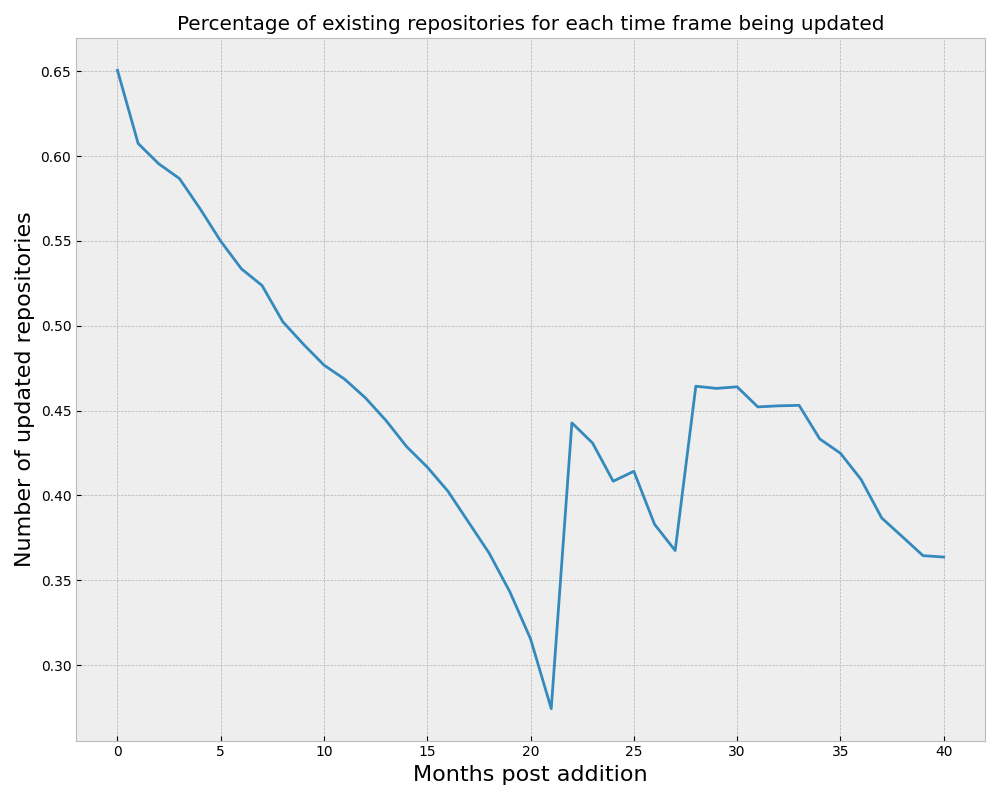 Percentage of existing repositories for each time frame being updated
Number of updated repositories
0.65
0.60
0.55
0.50
0.45
0.40
0.35
0.30
0 5 10 15 20 25 30 35 40
Months post addition